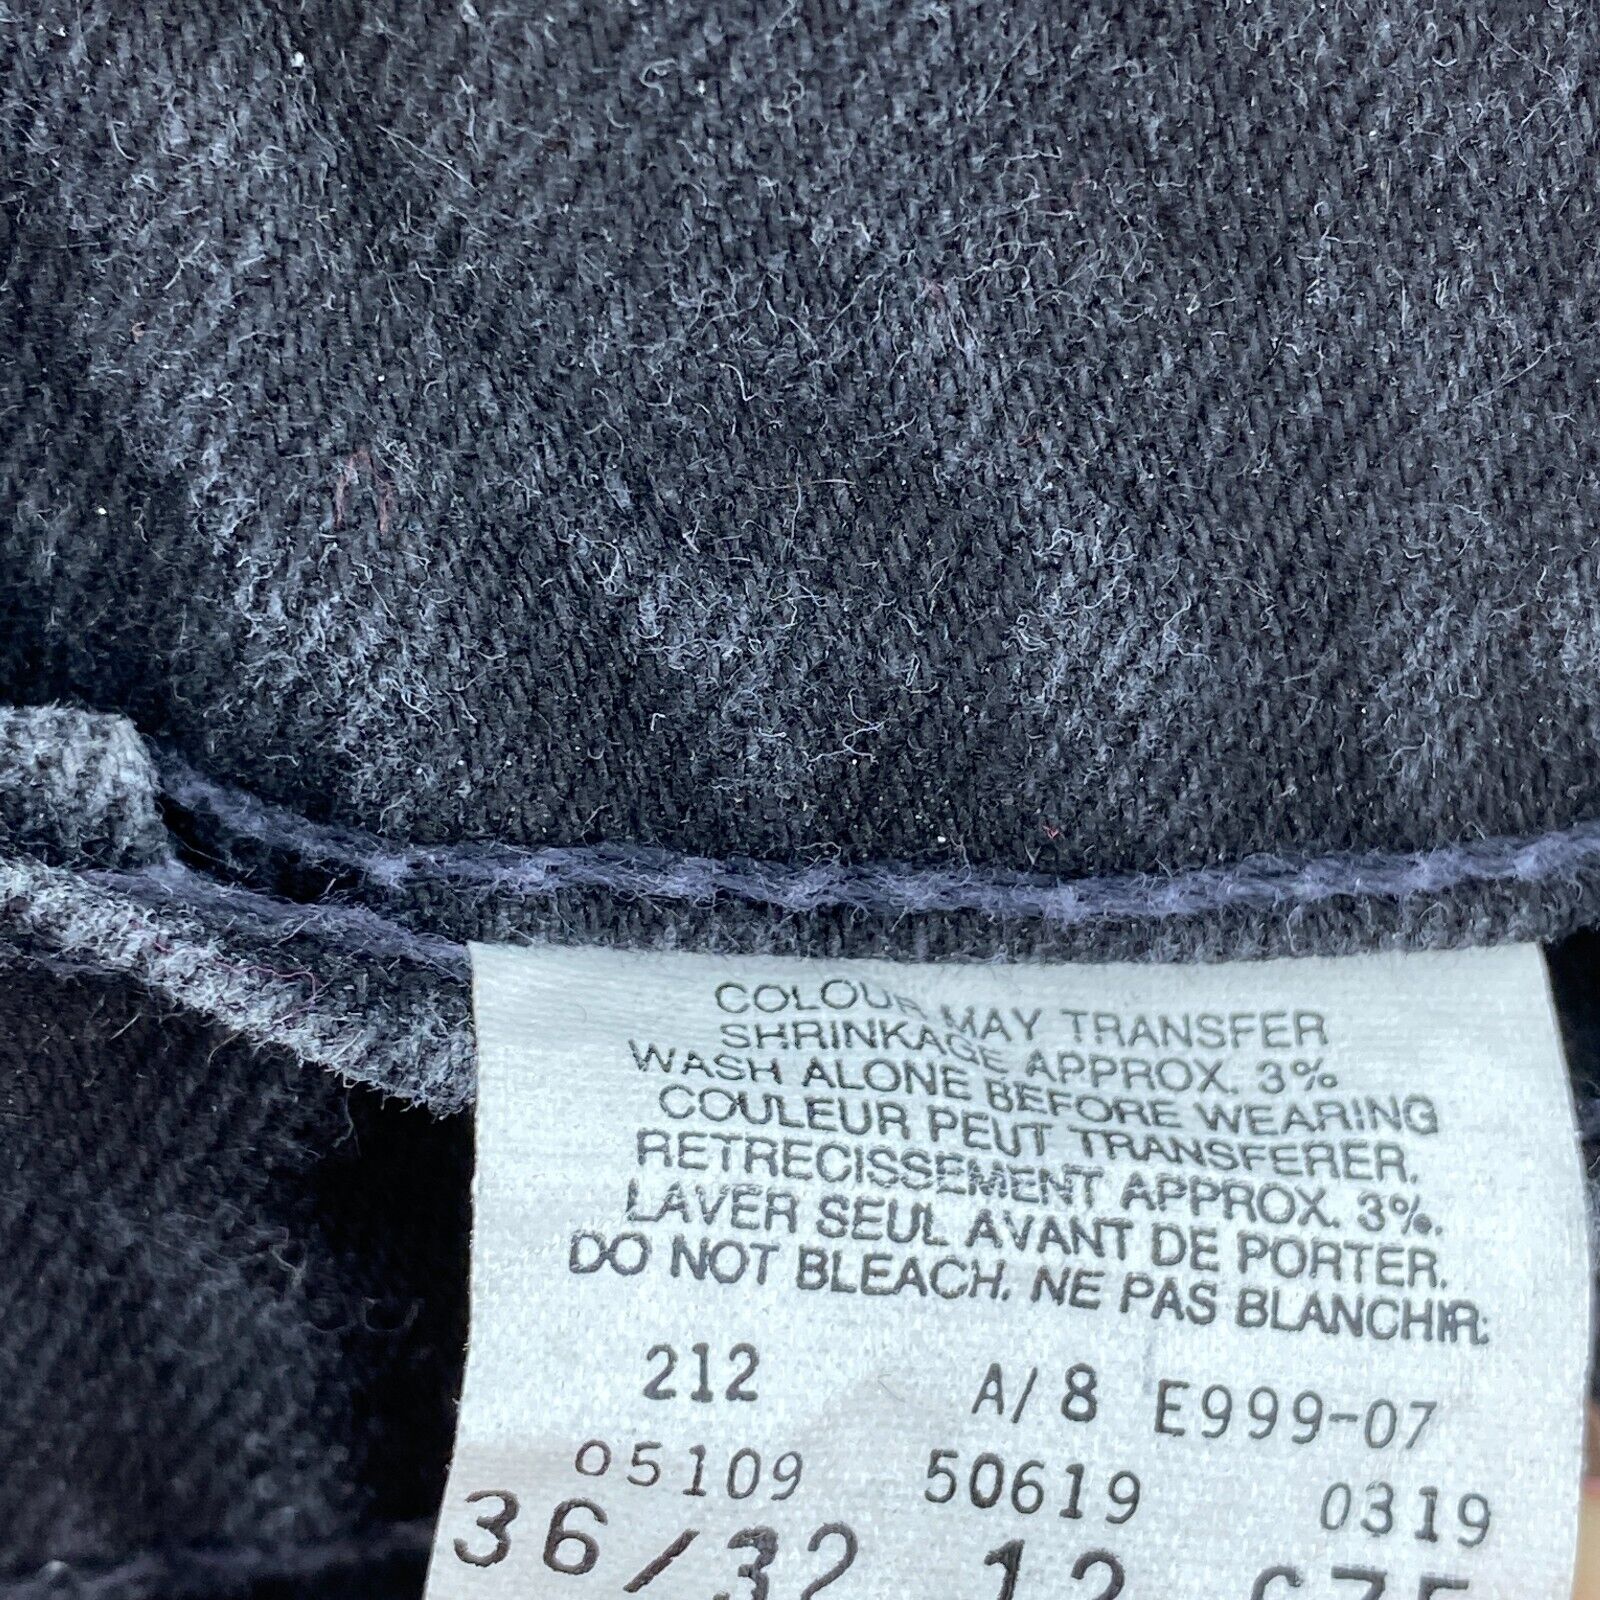 COLOUR MAY TRANSFER
SHRINKAGE APPROX. 3%
WASH ALONE BEFORE WEARING
COULEUR PEUT TRANSFERER.
RETRECISSEMENT APPROX. 3%.
LAVER SEUL AVANT DE PORTER.
DO NOT BLEACH. NE PAS BLANCHIR.
212 A/8 E999-07
05109 50619 0319
36/32 12